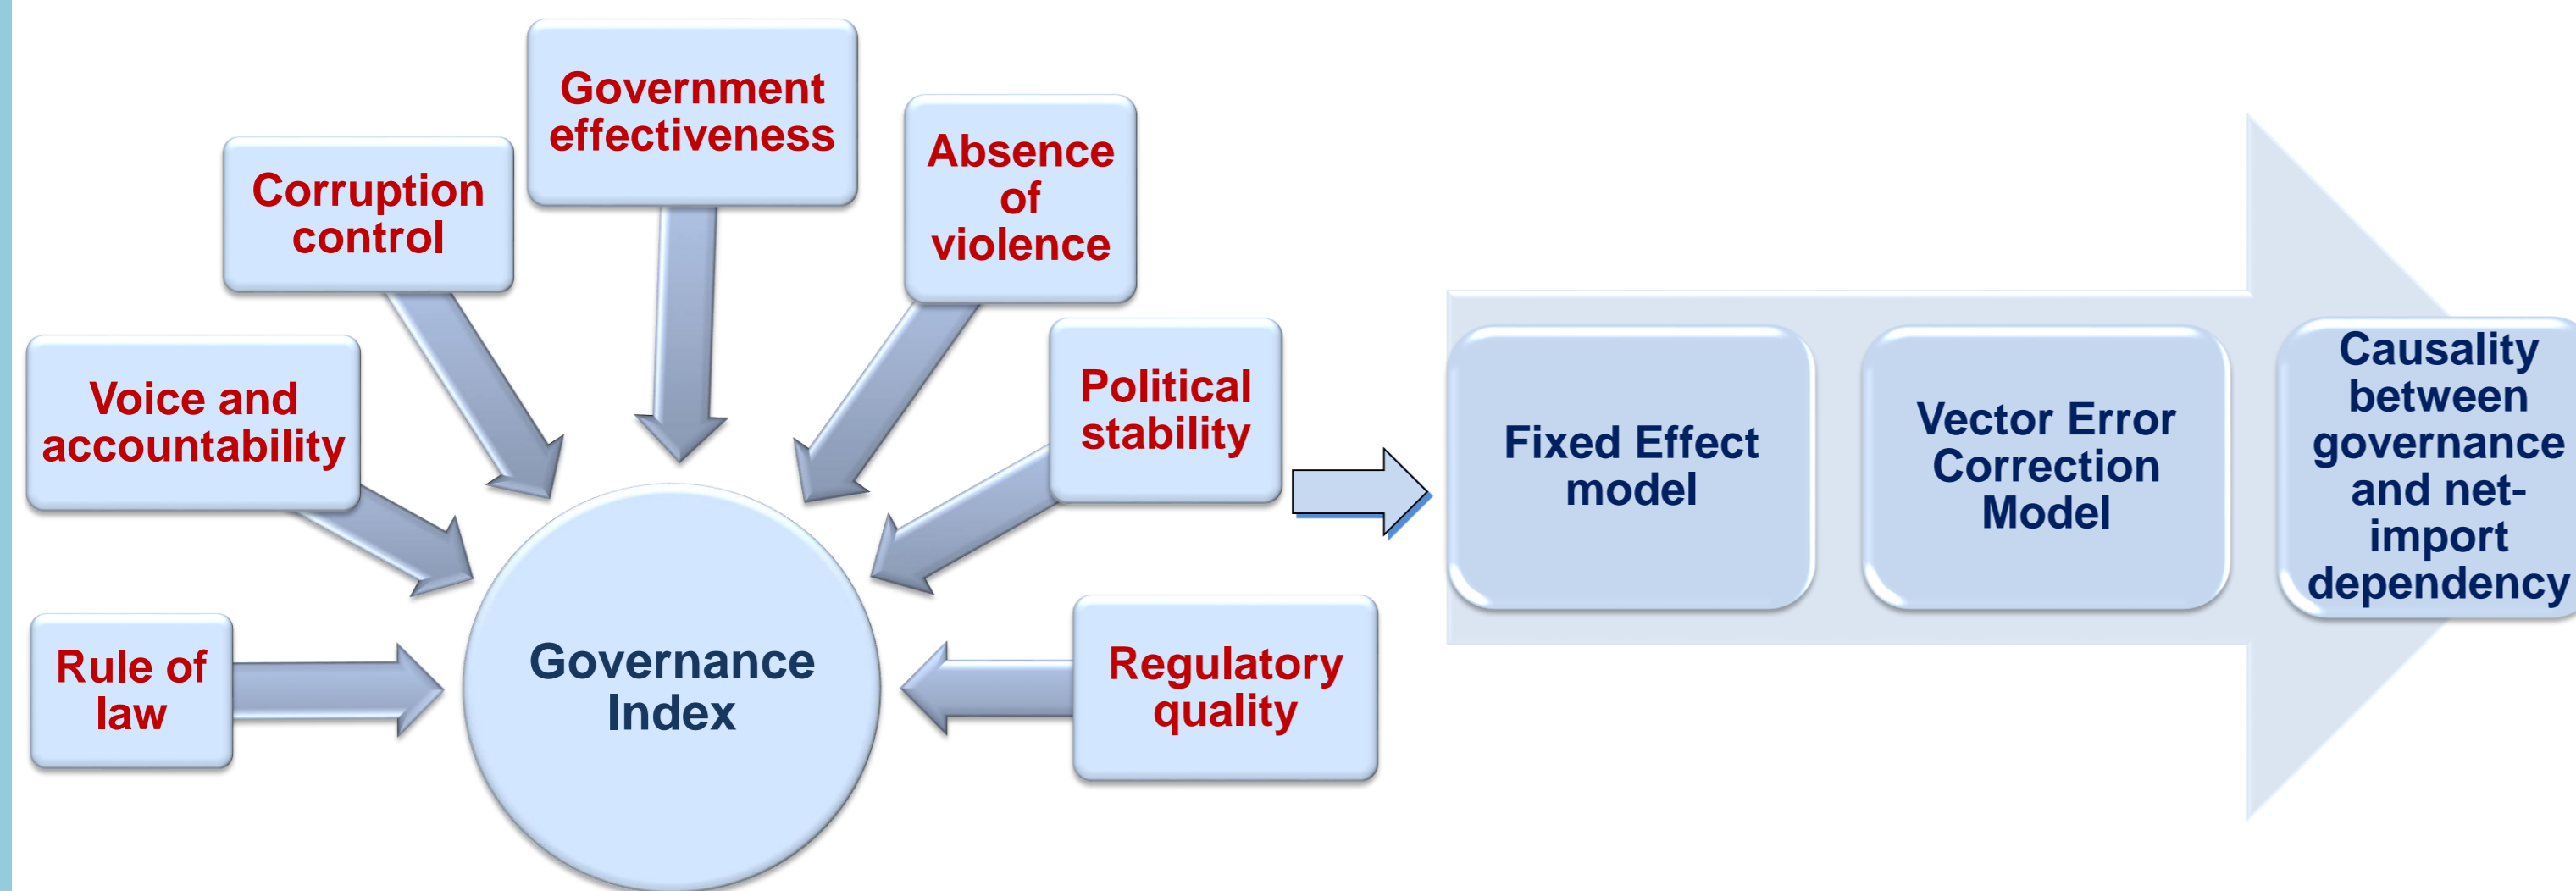 Government
effectiveness
Absence
of
violence
Corruption
control
Political
stability
Voice and
accountability
Rule of
law
Governance
Index
Regulatory
quality
Fixed Effect
model
Vector Error
Correction
Model
Causality
between
governance
and net-
import
dependency